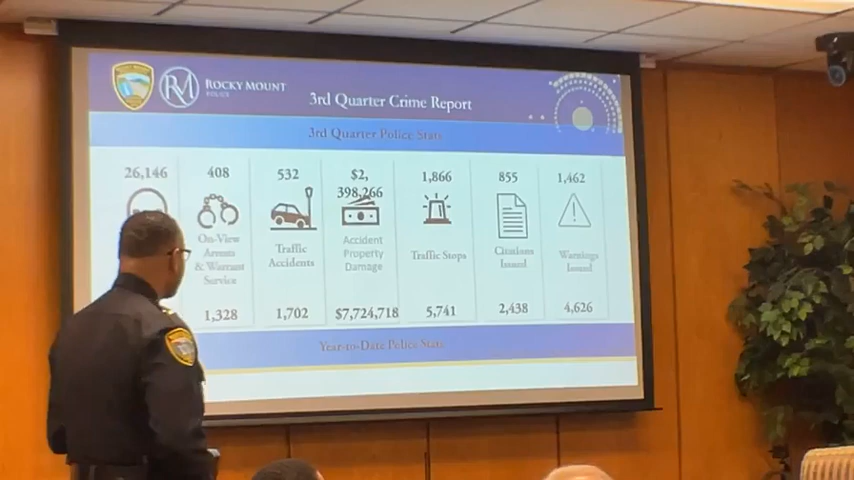 RM
ROCKY MOUNT
POLICE
3rd Quarter Crime Report
3rd Quarter Police Stats
26,146
408
532
$2,
398,266
1,866
855
1,462
On-View
Arrests
& Warrant
Service
Traffic
Accidents
Accident
Property
Damage
Traffic Stops
Citations
Issued
Warnings
Issued
1,328
1,702
$7,724,718
5,741
2,438
4,626
Year-to-Date Police Stats